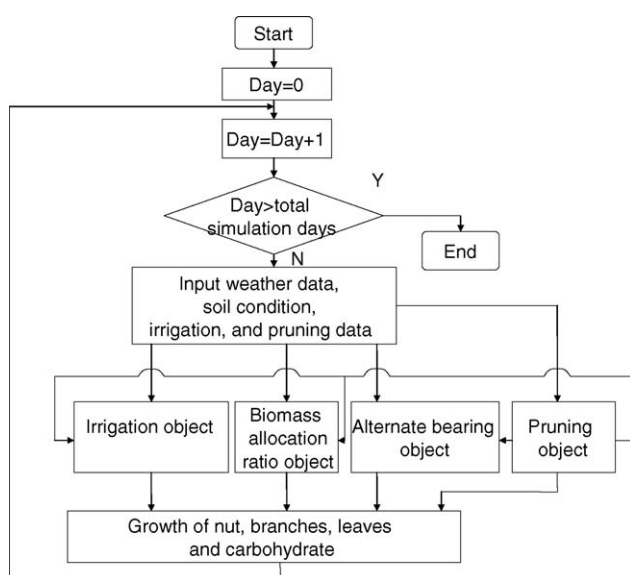 Start
Day=0
Day=Day+1
Y
Day>total
simulation days
End
N
Input weather data,
soil condition,
irrigation, and pruning data
Irrigation object
Biomass
allocation
ratio object
Alternate bearing
object
Pruning
object
Growth of nut, branches, leaves
and carbohydrate